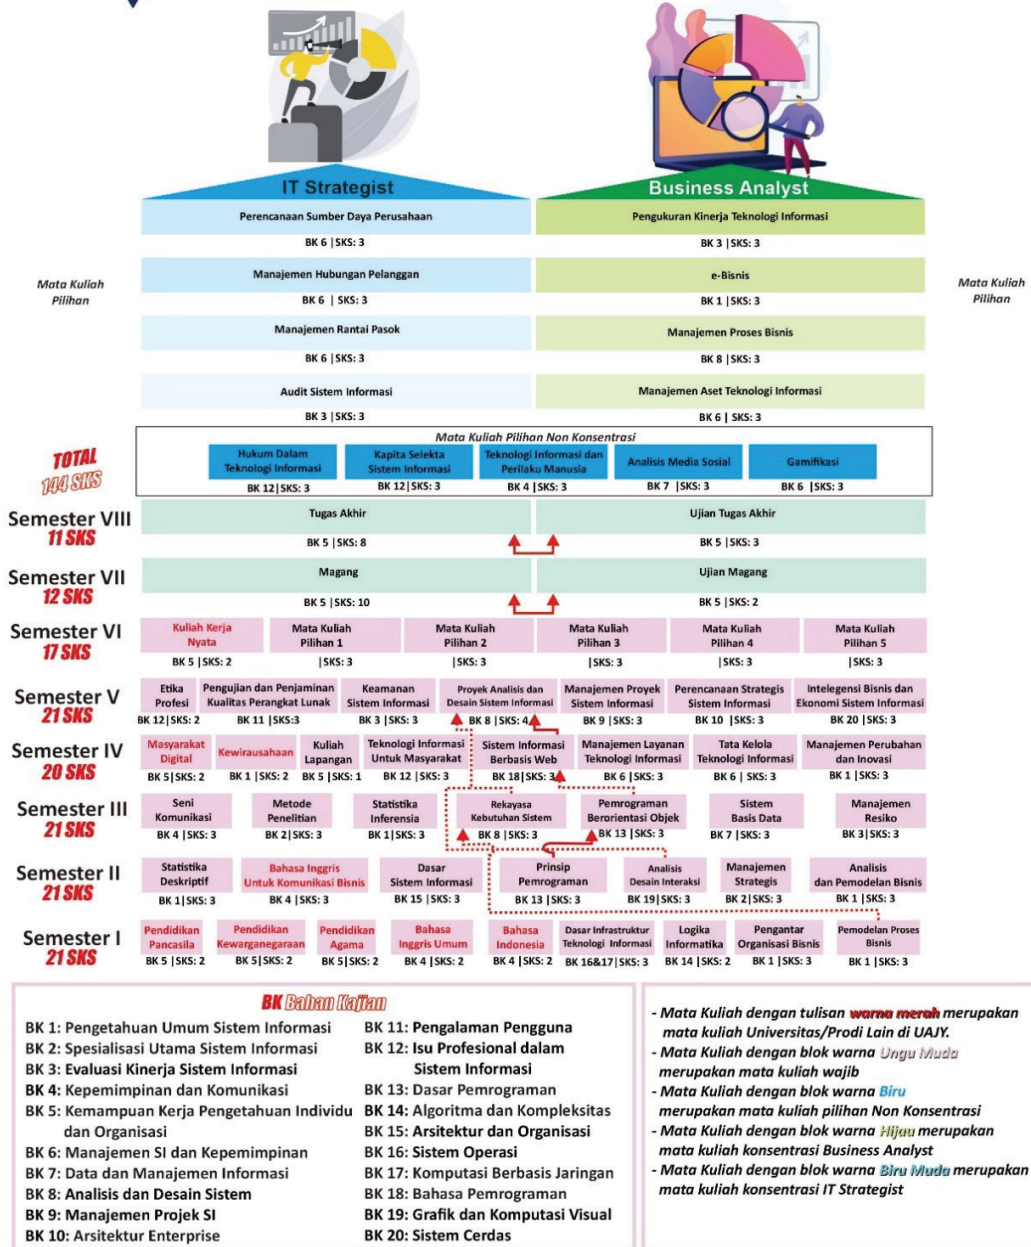 IT Strategist
Business Analyst
Perencanaan Sumber Daya Perusahaan
BK 6 |SKS: 3
Pengukuran Kinerja Teknologi Informasi
BK 3 |SKS: 3
Mata Kuliah
Pilihan
Manajemen Hubungan Pelanggan
BK 6 | SKS: 3
e-Bisnis
BK 1 |SKS: 3
Mata Kuliah
Pilihan
Manajemen Rantai Pasok
BK 6 |SKS: 3
Manajemen Proses Bisnis
BK 8 |SKS: 3
Audit Sistem Informasi
BK 3 |SKS: 3
Manajemen Aset Teknologi Informasi
BK 6 | SKS: 3
TOTAL
144 SKS
Mata Kuliah Pilihan Non Konsentrasi
Hukum Dalam
Teknologi Informasi
BK 12|SKS: 3
Kapita Selekta
Sistem Informasi
BK 12|SKS: 3
Teknologi Informasi dan
Perilaku Manusia
BK 4 |SKS: 3
Analisis Media Sosial
BK 7 |SKS: 3
Gamifikasi
BK 6 |SKS: 3
Semester VIII
11 SKS
Tugas Akhir
BK 5 |SKS: 8
Ujian Tugas Akhir
BK 5 |SKS: 3
Semester VII
12 SKS
Magang
BK 5 |SKS: 10
Ujian Magang
BK 5 |SKS: 2
Semester VI
17 SKS
Kuliah Kerja
Nyata
BK 5 |SKS: 2
Mata Kuliah
Pilihan 1
|SKS: 3
Mata Kuliah
Pilihan 2
|SKS: 3
Mata Kuliah
Pilihan 3
|SKS: 3
Mata Kuliah
Pilihan 4
|SKS: 3
Mata Kuliah
Pilihan 5
|SKS: 3
Semester V
21 SKS
Etika
Profesi
BK 12|SKS: 2
Pengujian dan Penjaminan
Kualitas Perangkat Lunak
BK 11 |SKS:3
Keamanan
Sistem Informasi
BK 3 |SKS: 3
Proyek Analisis dan
Desain Sistem Informasi
BK 8 |SKS: 4
Manajemen Proyek
Sistem Informasi
BK 9 |SKS: 3
Perencanaan Strategis
Sistem Informasi
BK 10 |SKS: 3
Intelegensi Bisnis dan
Ekonomi Sistem Informasi
BK 20 |SKS: 3
Semester IV
20 SKS
Masyarakat
Digital
BK 5|SKS: 2
Kewirausahaan
BK 1 |SKS: 2
Kuliah
Lapangan
BK 5 |SKS: 1
Teknologi Informasi
Untuk Masyarakat
BK 12 |SKS: 3
Sistem Informasi
Berbasis Web
BK 18|SKS: 3
Manajemen Layanan
Teknologi Informasi
BK 6 |SKS: 3
Tata Kelola
Teknologi Informasi
BK 6 |SKS: 3
Manajemen Perubahan
dan Inovasi
BK 1 |SKS: 3
Semester III
21 SKS
Seni
Komunikasi
BK 4 |SKS: 3
Metode
Penelitian
BK 2|SKS: 3
Statistika
Inferensia
BK 1|SKS: 3
Rekayasa
Kebutuhan Sistem
BK 8 |SKS: 3
Pemrograman
Berorientasi Objek
BK 13 |SKS: 3
Sistem
Basis Data
BK 7 |SKS: 3
Manajemen
Resiko
BK 3|SKS: 3
Semester II
21 SKS
Statistika
Deskriptif
BK 1|SKS: 3
Bahasa Inggris
Untuk Komunikasi Bisnis
BK 4 |SKS: 3
Dasar
Sistem Informasi
BK 15 |SKS: 3
Prinsip
Pemrograman
BK 13 |SKS: 3
Analisis
Desain Interaksi
BK 19|SKS: 3
Manajemen
Strategis
BK 2|SKS: 3
Analisis
dan Pemodelan Bisnis
BK 1 |SKS: 3
Semester I
21 SKS
Pendidikan
Pancasila
BK 5 |SKS: 2
Pendidikan
Kewarganegaraan
BK 5|SKS: 2
Pendidikan
Agama
BK 5|SKS: 2
Bahasa
Inggris Umum
BK 4 |SKS: 2
Bahasa
Indonesia
BK 4 |SKS: 2
Dasar Infrastruktur
Teknologi Informasi
BK 16&17|SKS: 3
Logika
Informatika
BK 14 |SKS: 2
Pengantar
Organisasi Bisnis
BK 1 |SKS: 3
Pemodelan Proses
Bisnis
BK 1 |SKS: 3
BK Bahan Kajian
BK 1: Pengetahuan Umum Sistem Informasi
BK 2: Spesialisasi Utama Sistem Informasi
BK 3: Evaluasi Kinerja Sistem Informasi
BK 4: Kepemimpinan dan Komunikasi
BK 5: Kemampuan Kerja Pengetahuan Individu
dan Organisasi
BK 6: Manajemen SI dan Kepemimpinan
BK 7: Data dan Manajemen Informasi
BK 8: Analisis dan Desain Sistem
BK 9: Manajemen Projek SI
BK 10: Arsitektur Enterprise
BK 11: Pengalaman Pengguna
BK 12: Isu Profesional dalam
Sistem Informasi
BK 13: Dasar Pemrograman
BK 14: Algoritma dan Kompleksitas
BK 15: Arsitektur dan Organisasi
BK 16: Sistem Operasi
BK 17: Komputasi Berbasis Jaringan
BK 18: Bahasa Pemrograman
BK 19: Grafik dan Komputasi Visual
BK 20: Sistem Cerdas
- Mata Kuliah dengan tulisan warna merah merupakan
mata kuliah Universitas/Prodi Lain di UAJY.
- Mata Kuliah dengan blok warna Ungu Muda
merupakan mata kuliah wajib
- Mata Kuliah dengan blok warna Biru
merupakan mata kuliah pilihan Non Konsentrasi
- Mata Kuliah dengan blok warna Hijau merupakan
mata kuliah konsentrasi Business Analyst
- Mata Kuliah dengan blok warna Biru Muda merupakan
mata kuliah konsentrasi IT Strategist